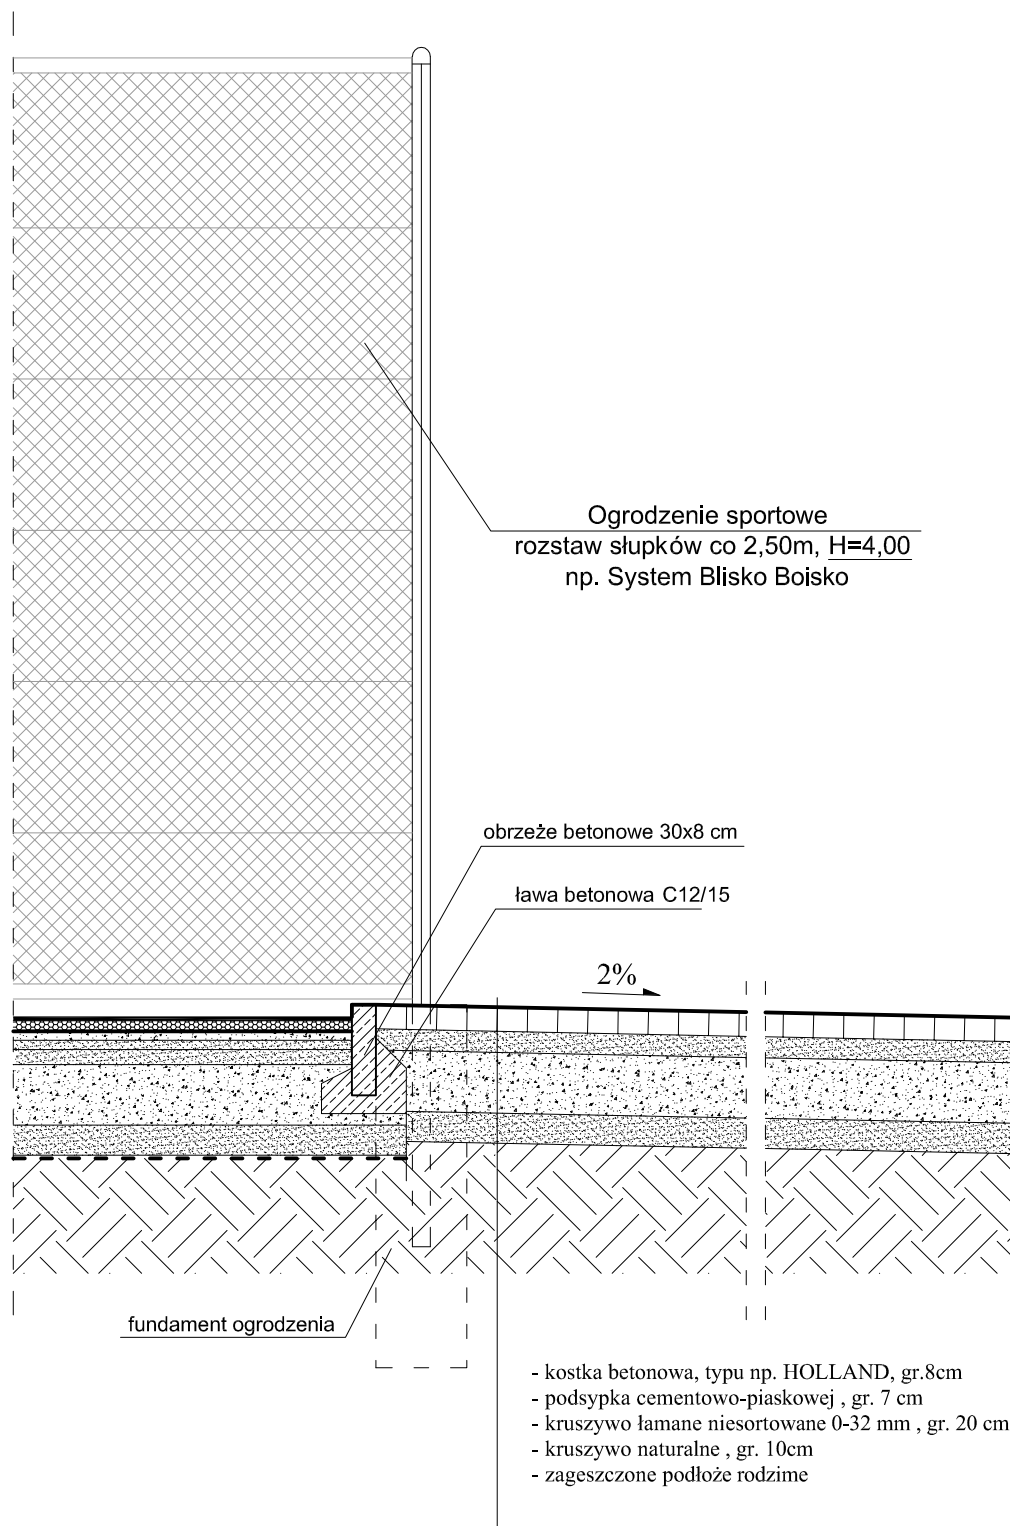 Ogrodzenie sportowe
rozstaw słupków co 2,50m, H=4,00
np. System Blisko Boisko
obrzeże betonowe 30x8 cm
ława betonowa C12/15
2%
fundament ogrodzenia
- kostka betonowa, typu np. HOLLAND, gr.8cm
- podsypka cementowo-piaskowej , gr. 7 cm
- kruszywo łamane niesortowane 0-32 mm , gr. 20 cm
- kruszywo naturalne , gr. 10cm
- zageszczone podłoże rodzime